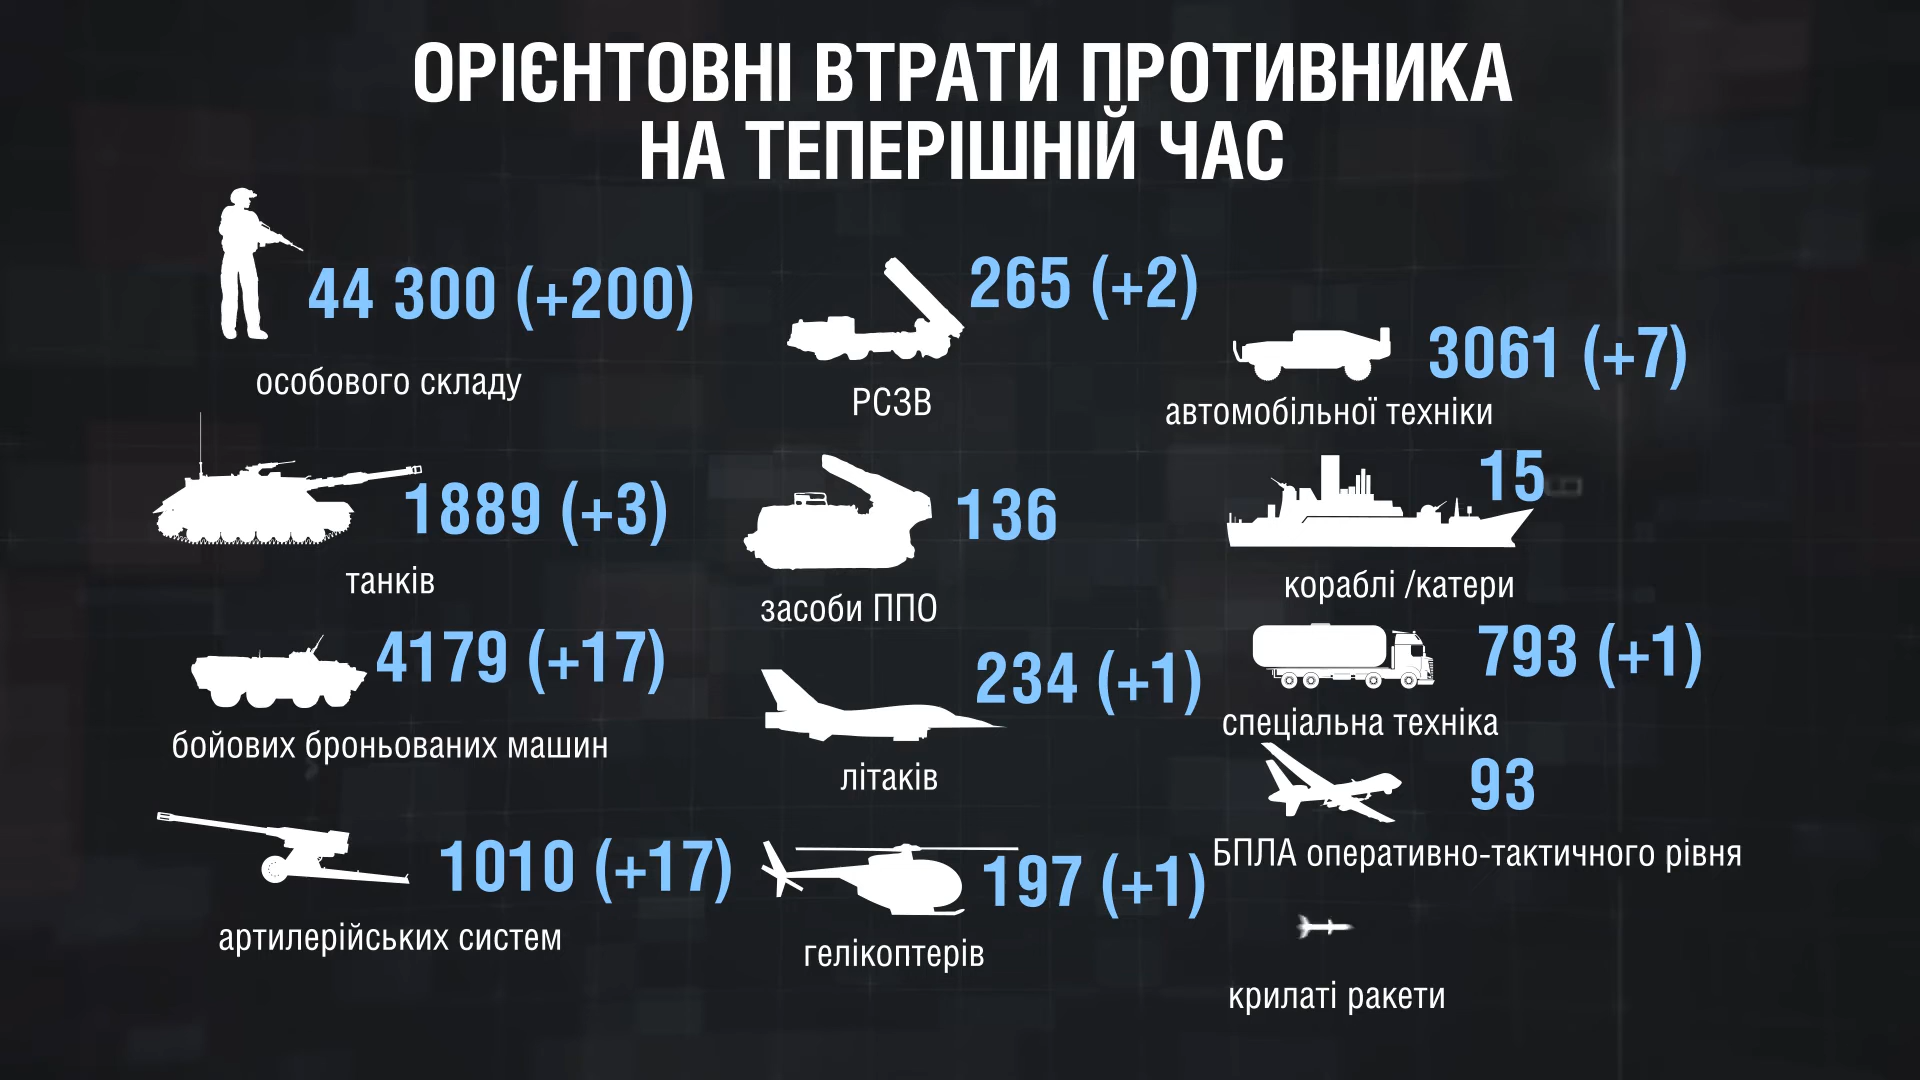 ОРІЄНТОВНІ ВТРАТИ ПРОТИВНИКА
НА ТЕПЕРІШНІЙ ЧАС
44 300 (+200)
особового складу
1889 (+3)
танків
4179 (+17)
бойових броньованих машин
1010 (+17)
артилерійських систем
265 (+2)
РСЗВ
136
засоби ППО
234 (+1)
літаків
197 (+1)
гелікоптерів
3061 (+7)
автомобільної техніки
15
кораблі /катери
793 (+1)
спеціальна техніка
93
БПЛА оперативно-тактичного рівня
крилаті ракети